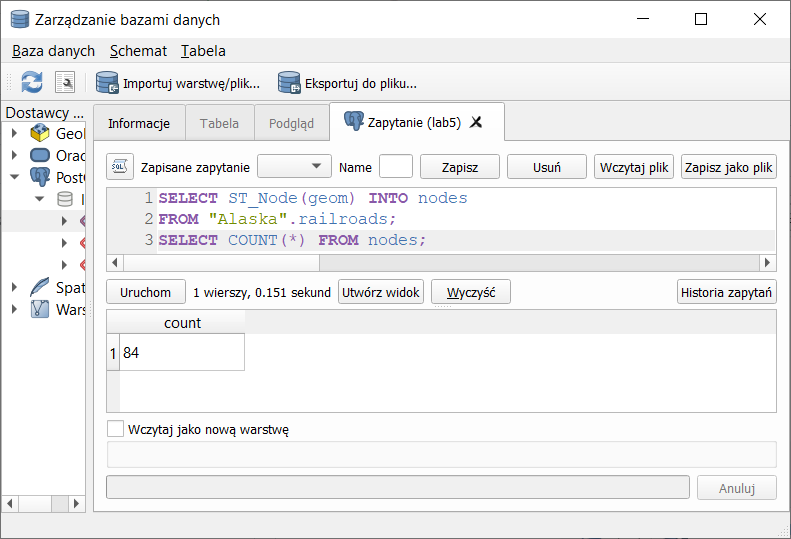 Zarządzanie bazami danych
Baza danych Schemat Tabela
Importuj warstwę/plik... Eksportuj do pliku...
Dostawcy ...
Geol
Orac
Post
Spat
Wars
Informacje Tabela Podgląd Zapytanie (lab5)
SQL Zapisane zapytanie Name Zapisz Usuń Wczytaj plik Zapisz jako plik
1 SELECT ST_Node(geom) INTO nodes
2 FROM "Alaska".railroads;
3 SELECT COUNT(*) FROM nodes;
Uruchom 1 wierszy, 0.151 sekund Utwórz widok Wyczyść Historia zapytań
count
1 84
Wczytaj jako nową warstwę
Anuluj